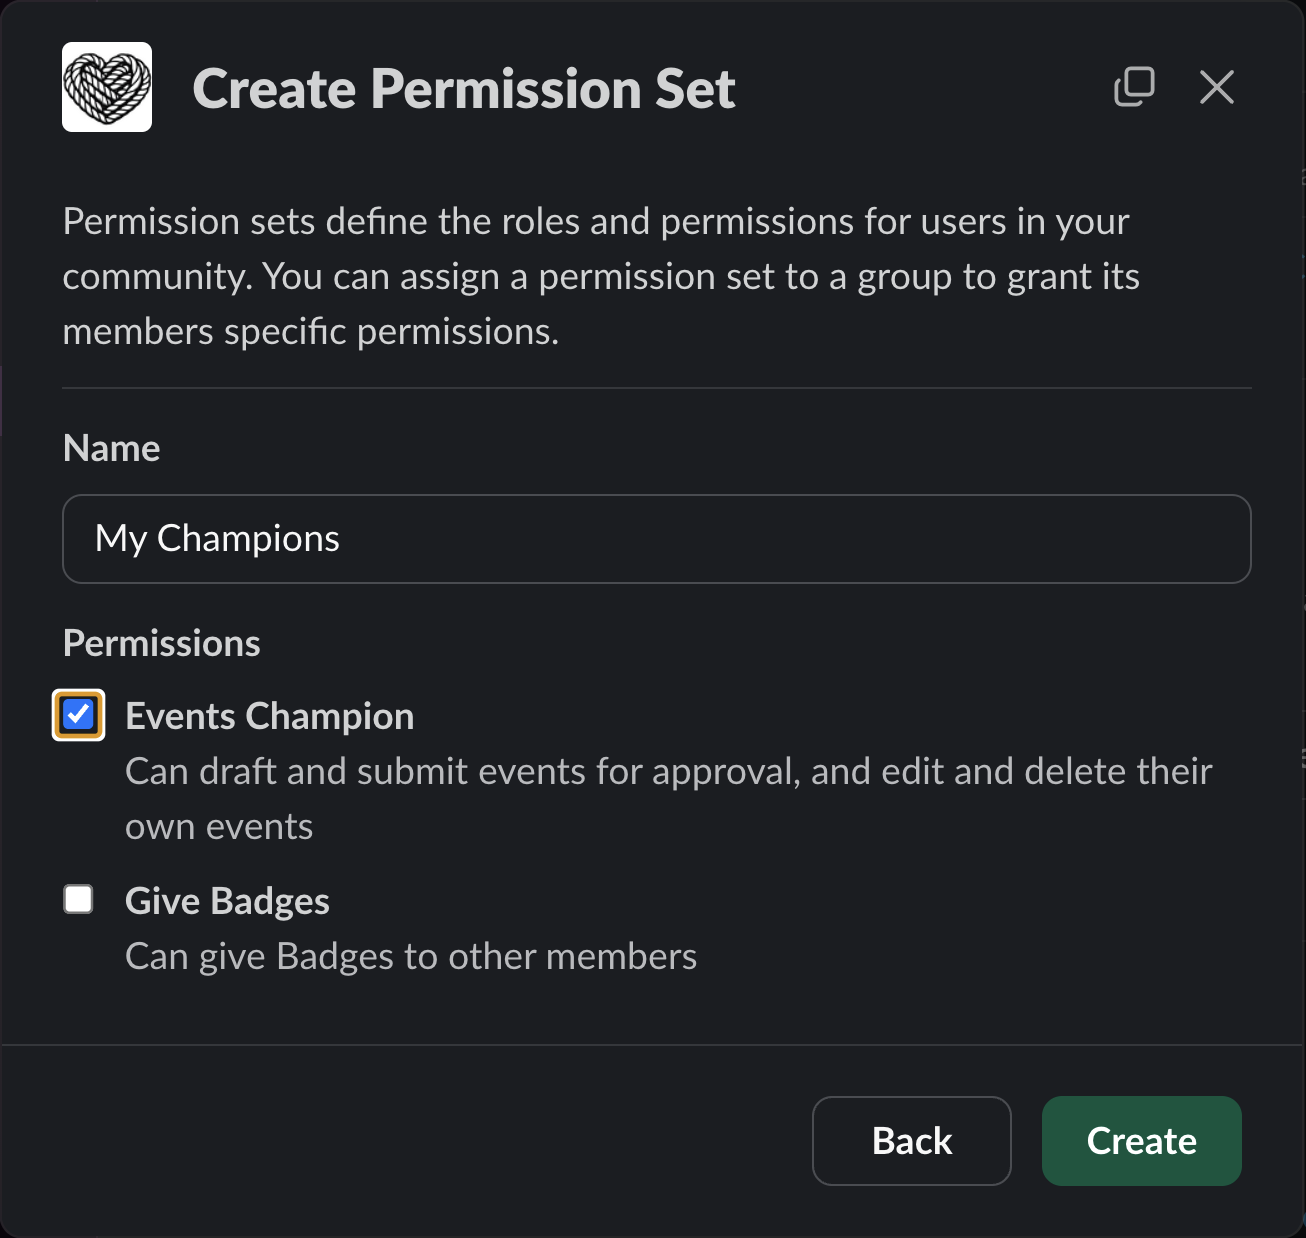 Create Permission Set
Permission sets define the roles and permissions for users in your
community. You can assign a permission set to a group to grant its
members specific permissions.
Name
My Champions
Permissions
Events Champion
Can draft and submit events for approval, and edit and delete their
own events
Give Badges
Can give Badges to other members
Back
Create